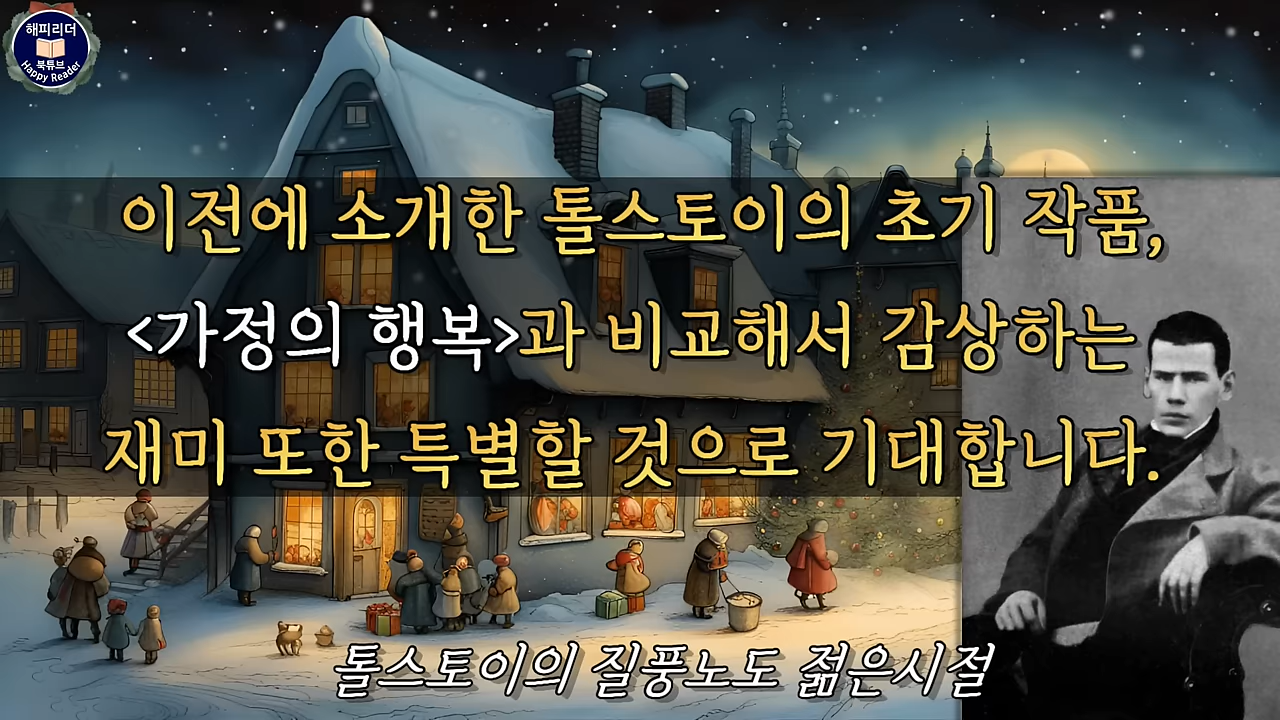 해피리더
북튜브
Happy Reader
이전에 소개한 톨스토이의 초기 작품,
<가정의 행복>과 비교해서 감상하는
재미 또한 특별할 것으로 기대합니다.
톨스토이의 질풍노도 젊은시절